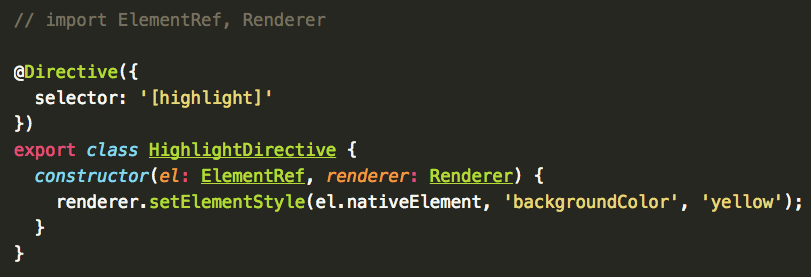 // import ElementRef, Renderer
@Directive({
  selector: '[highlight]'
})
export class HighlightDirective {
  constructor(el: ElementRef, renderer: Renderer) {
    renderer.setElementStyle(el.nativeElement, 'backgroundColor', 'yellow');
  }
}